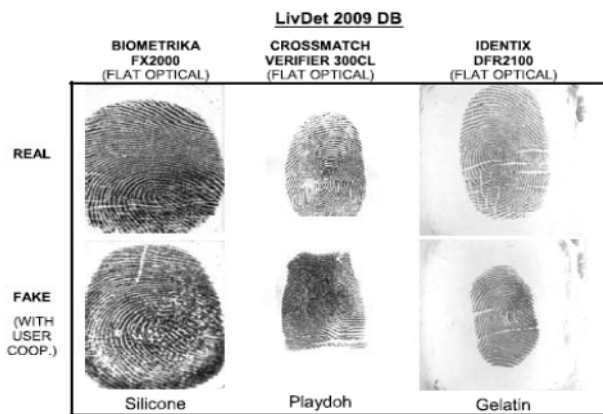 LivDet 2009 DB
BIOMETRIKA
FX2000
(FLAT OPTICAL)
CROSSMATCH
VERIFIER 300CL
(FLAT OPTICAL)
IDENTIX
DFR2100
(FLAT OPTICAL)
REAL
FAKE
(WITH
USER
COOP.)
Silicone
Playdoh
Gelatin